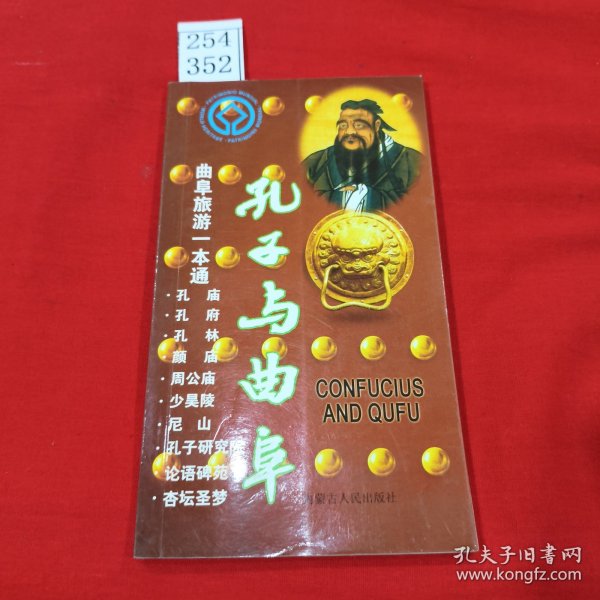 254
352
曲阜旅游一本通
孔子与曲阜
·孔 庙
·孔 府
·孔 林
·颜 庙
·周公庙
·少昊陵
·尼 山
·孔子研究院
·论语碑苑
·杏坛圣梦
CONFUCIUS
AND QUFU
内蒙古人民出版社
孔夫子旧书网
www.kongfz.com